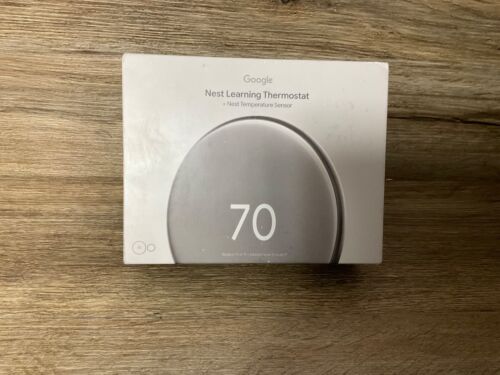 Google
Nest Learning Thermostat
+ Nest Temperature Sensor
70